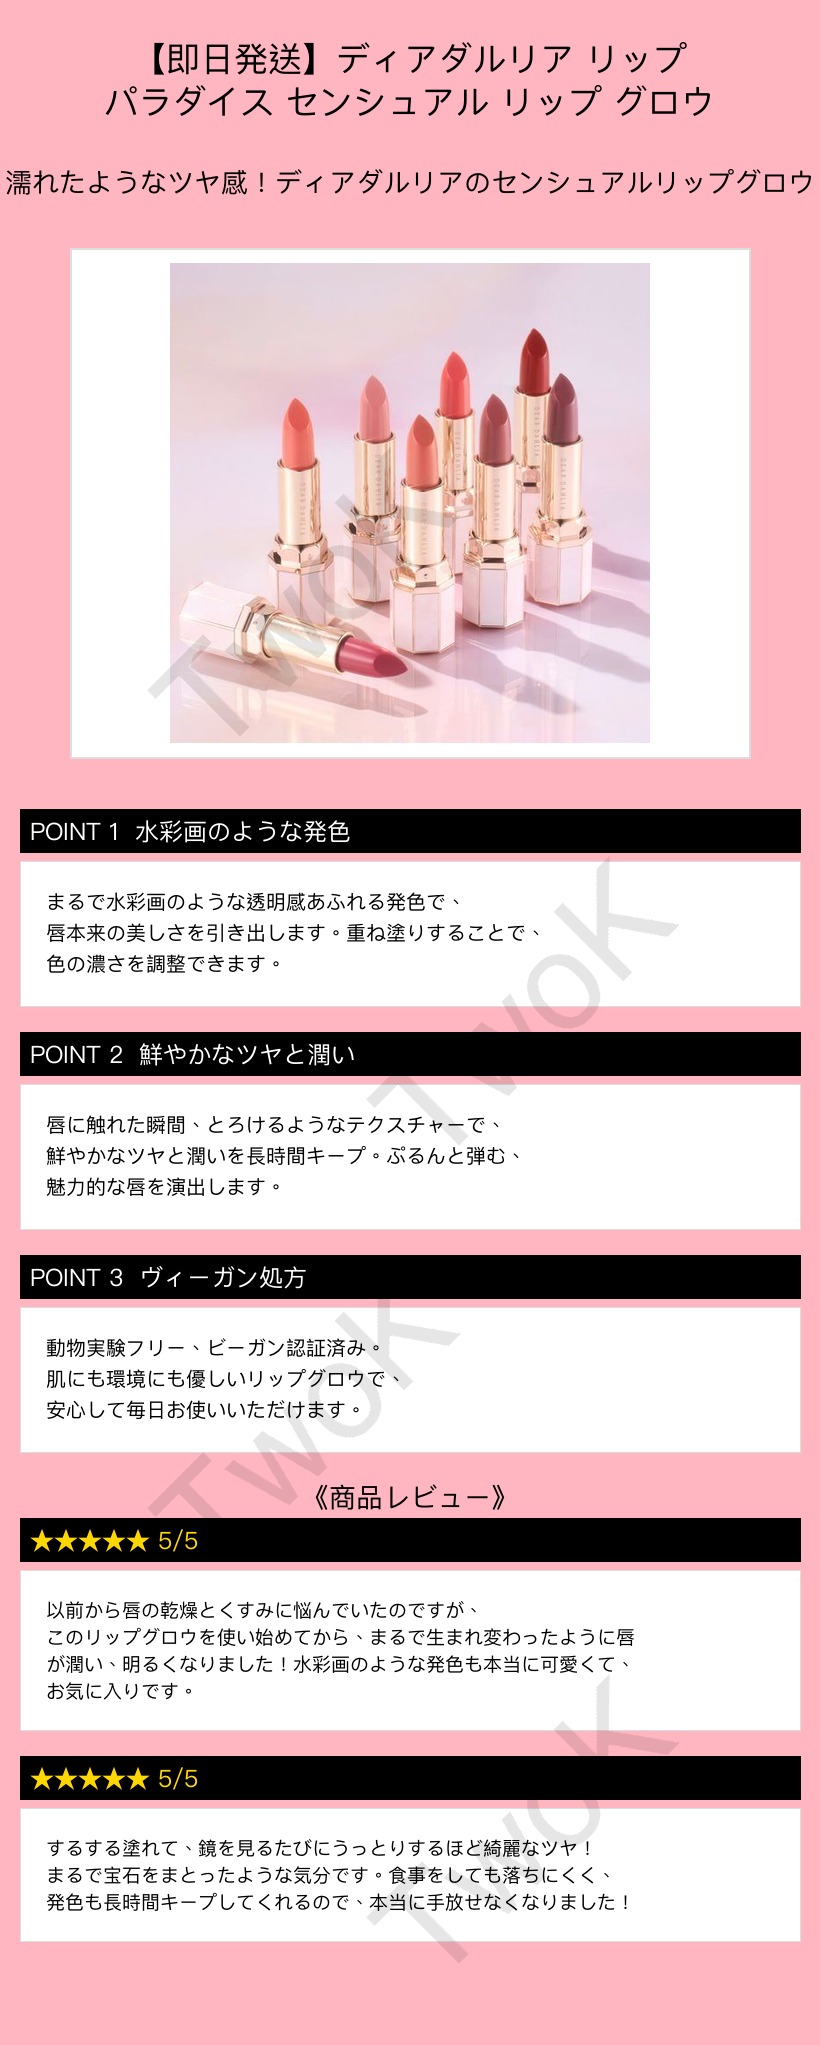 【即日発送】ディアダルリア リップ
パラダイス センシュアル リップ グロウ
濡れたようなツヤ感！ディアダルリアのセンシュアルリップグロウ
DEAR DAHLIA
DEAR DAHLIA
DEAR DAHLIA
DEAR DAHLIA
DEAR DAHLIA
DEAR DAHLIA
DEAR DAHLIA
TwoK
POINT 1 水彩画のような発色
まるで水彩画のような透明感あふれる発色で、
唇本来の美しさを引き出します。重ね塗りすることで、
色の濃さを調整できます。
TwoK
POINT 2 鮮やかなツヤと潤い
唇に触れた瞬間、とろけるようなテクスチャーで、
鮮やかなツヤと潤いを長時間キープ。ぷるんと弾む、
魅力的な唇を演出します。
POINT 3 ヴィーガン処方
動物実験フリー、ビーガン認証済み。
肌にも環境にも優しいリップグロウで、
安心して毎日お使いいただけます。
TwoK
《商品レビュー》
★★★★★ 5/5
以前から唇の乾燥とくすみに悩んでいたのですが、
このリップグロウを使い始めてから、まるで生まれ変わったように唇
が潤い、明るくなりました！水彩画のような発色も本当に可愛くて、
お気に入りです。
★★★★★ 5/5
するする塗れて、鏡を見るたびにうっとりするほど綺麗なツヤ！
まるで宝石をまとったような気分です。食事をしても落ちにくく、
発色も長時間キープしてくれるので、本当に手放せなくなりました！
TwoK